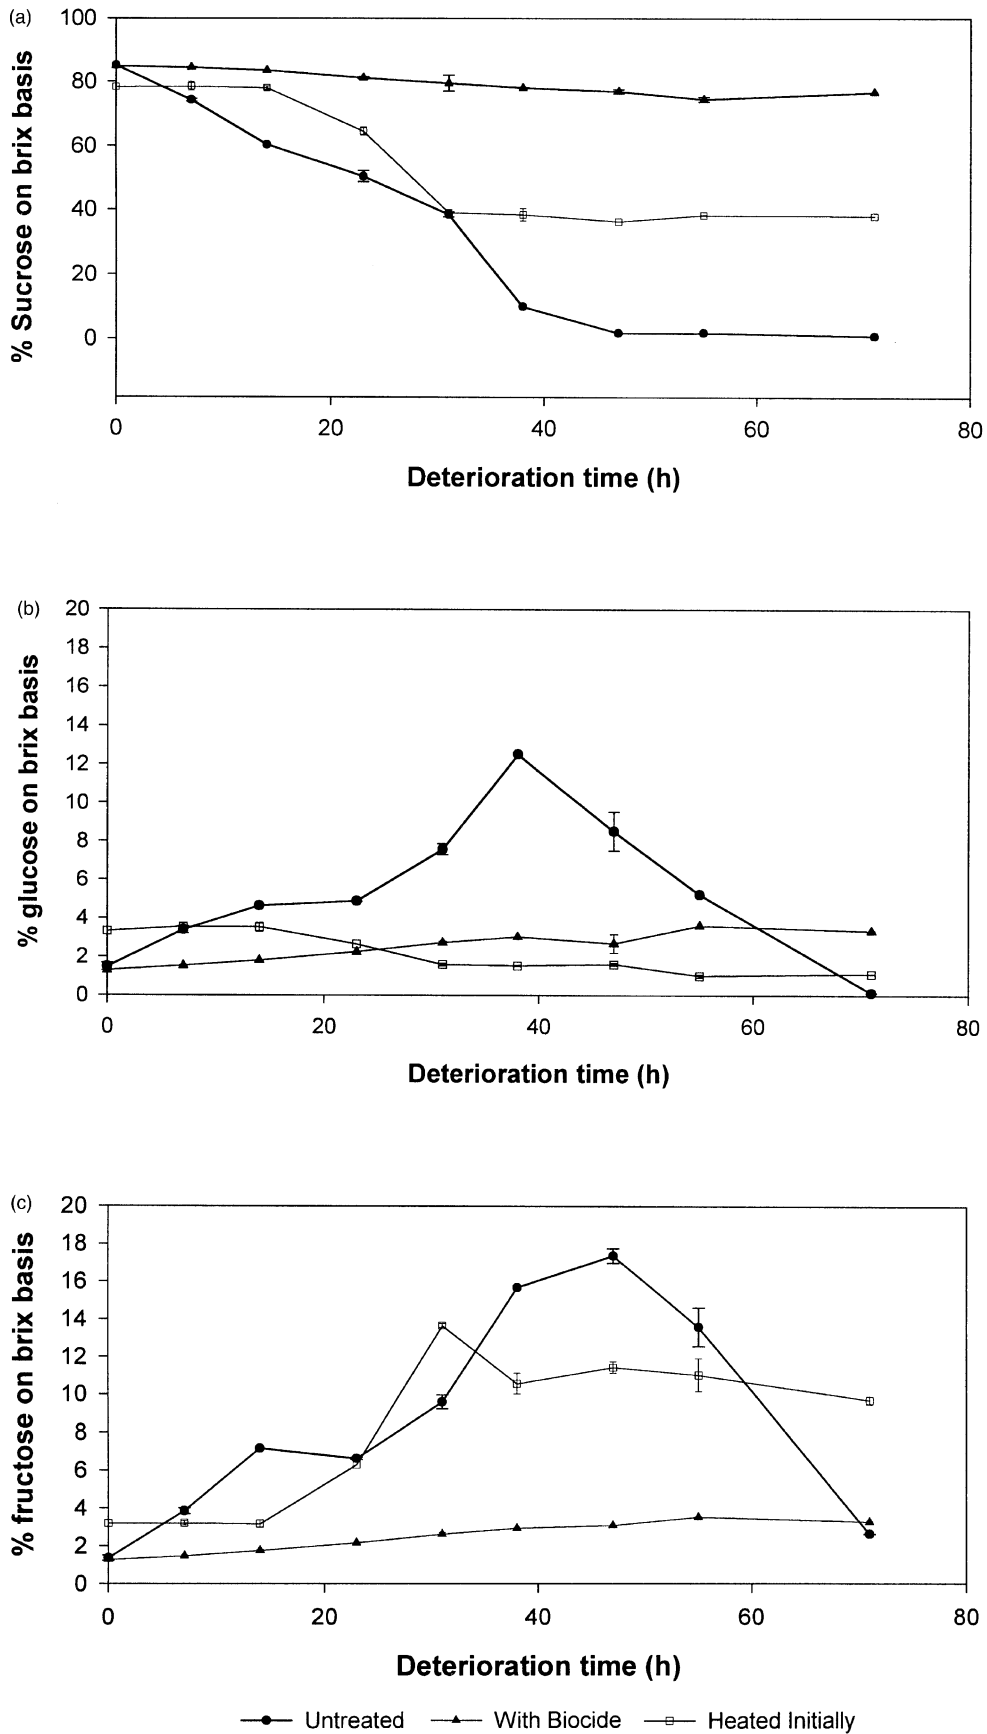 (a)
100
80
60
40
20
0
% Sucrose on brix basis
0 20 40 60 80
Deterioration time (h)
(b)
20
18
16
14
12
10
8
6
4
2
0
% glucose on brix basis
0 20 40 60 80
Deterioration time (h)
(c)
20
18
16
14
12
10
8
6
4
2
0
% fructose on brix basis
0 20 40 60 80
Deterioration time (h)
Untreated With Biocide Heated Initially